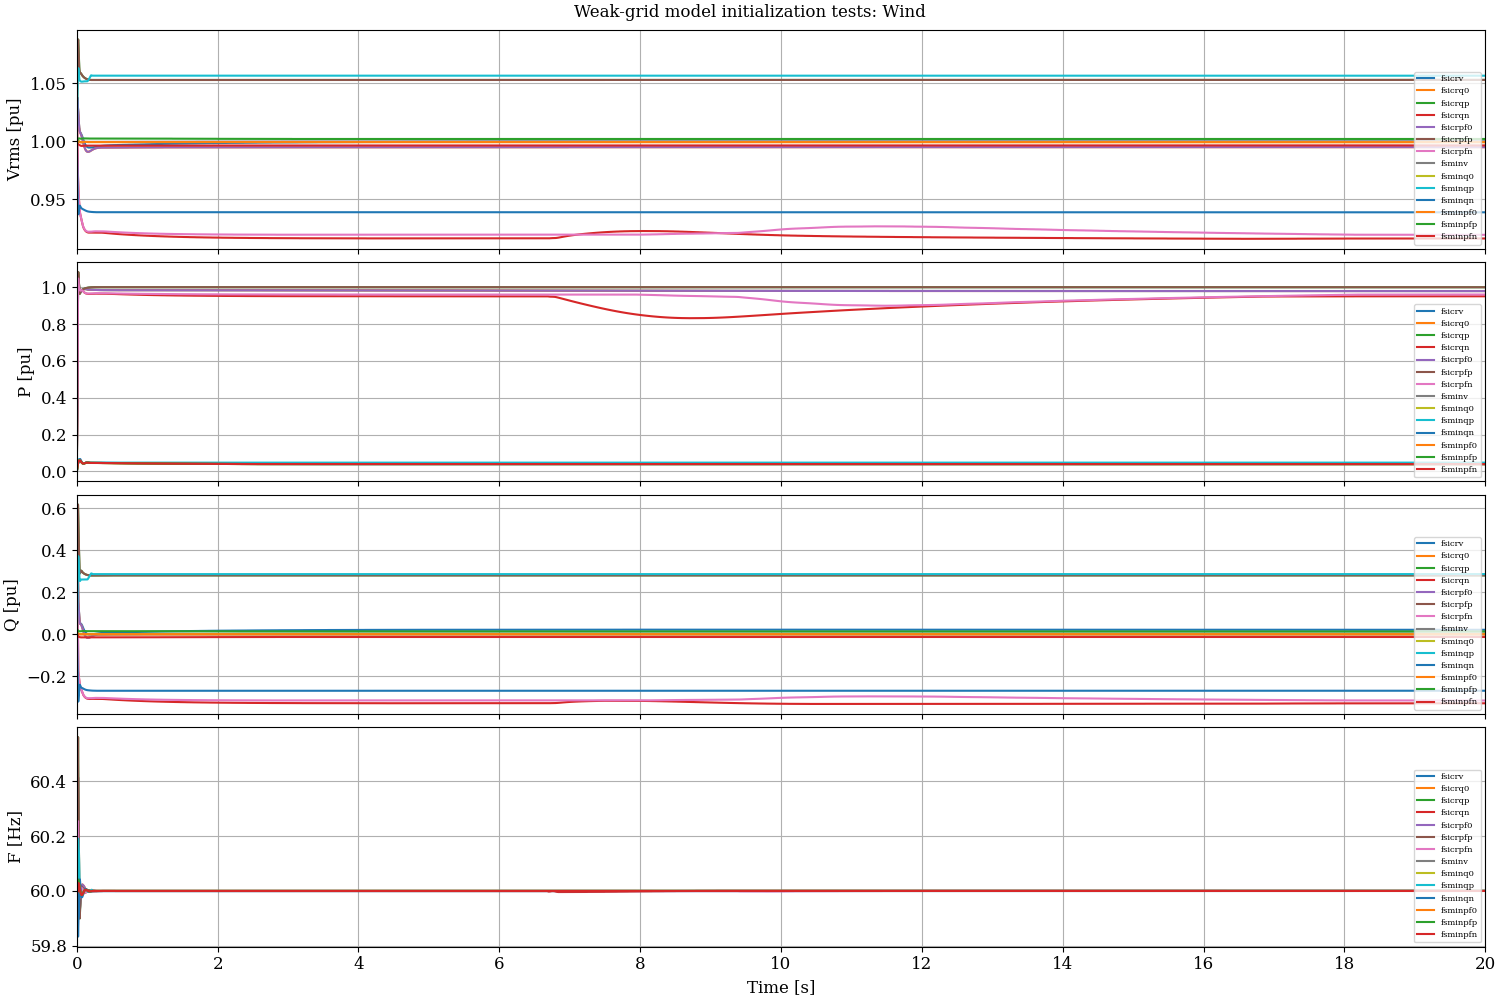 Weak-grid model initialization tests: Wind
Vrms [pu]
1.05
1.00
0.95
fsicrv
fsicrq0
fsicrqp
fsicrqn
fsicrpf0
fsicrpfp
fsicrpfn
fsminv
fsminq0
fsminqp
fsminqn
fsminpf0
fsminpfp
fsminpfn
P [pu]
1.0
0.8
0.6
0.4
0.2
0.0
fsicrv
fsicrq0
fsicrqp
fsicrqn
fsicrpf0
fsicrpfp
fsicrpfn
fsminv
fsminq0
fsminqp
fsminqn
fsminpf0
fsminpfp
fsminpfn
Q [pu]
0.6
0.4
0.2
0.0
−0.2
fsicrv
fsicrq0
fsicrqp
fsicrqn
fsicrpf0
fsicrpfp
fsicrpfn
fsminv
fsminq0
fsminqp
fsminqn
fsminpf0
fsminpfp
fsminpfn
F [Hz]
60.4
60.2
60.0
59.8
fsicrv
fsicrq0
fsicrqp
fsicrqn
fsicrpf0
fsicrpfp
fsicrpfn
fsminv
fsminq0
fsminqp
fsminqn
fsminpf0
fsminpfp
fsminpfn
0 2 4 6 8 10 12 14 16 18 20
Time [s]